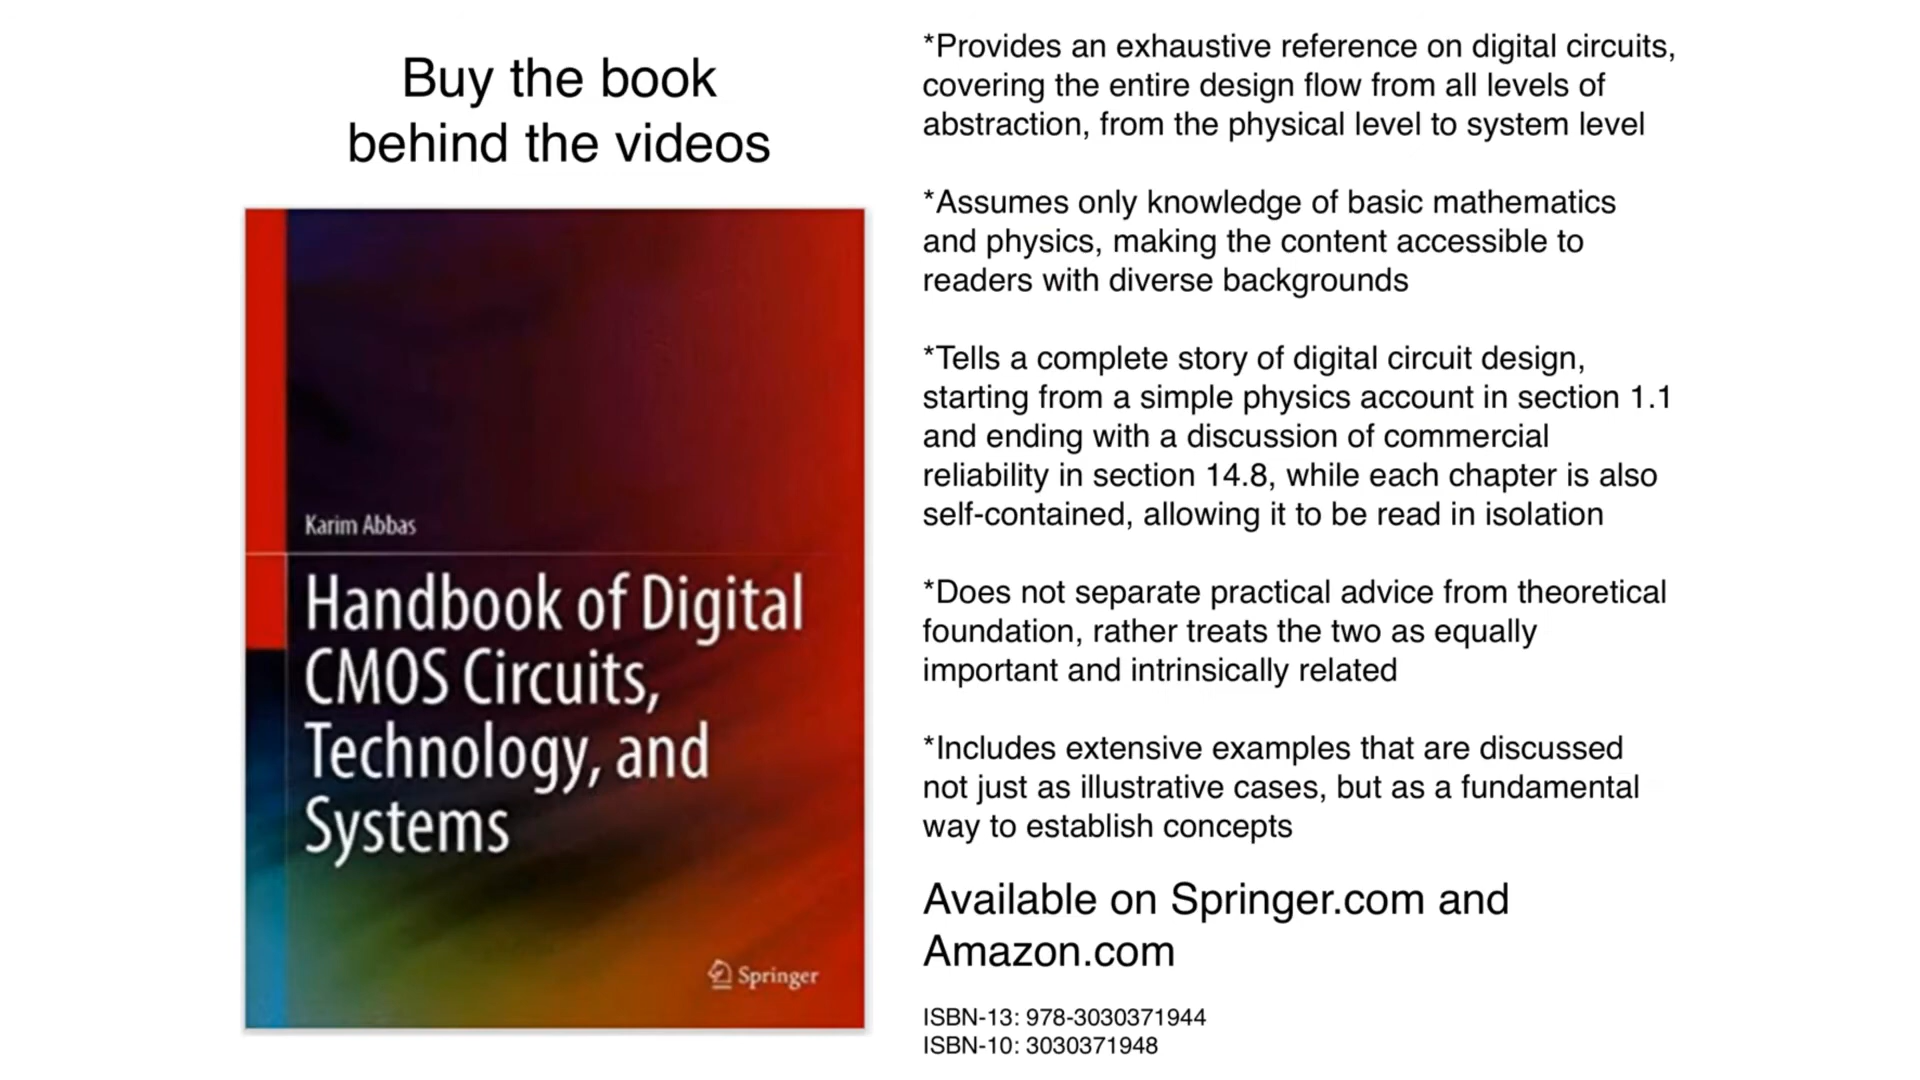 Buy the book
behind the videos
Karim Abbas
Handbook of Digital
CMOS Circuits,
Technology, and
Systems
Springer
*Provides an exhaustive reference on digital circuits,
covering the entire design flow from all levels of
abstraction, from the physical level to system level
*Assumes only knowledge of basic mathematics
and physics, making the content accessible to
readers with diverse backgrounds
*Tells a complete story of digital circuit design,
starting from a simple physics account in section 1.1
and ending with a discussion of commercial
reliability in section 14.8, while each chapter is also
self-contained, allowing it to be read in isolation
*Does not separate practical advice from theoretical
foundation, rather treats the two as equally
important and intrinsically related
*Includes extensive examples that are discussed
not just as illustrative cases, but as a fundamental
way to establish concepts
Available on Springer.com and
Amazon.com
ISBN-13: 978-3030371944
ISBN-10: 3030371948